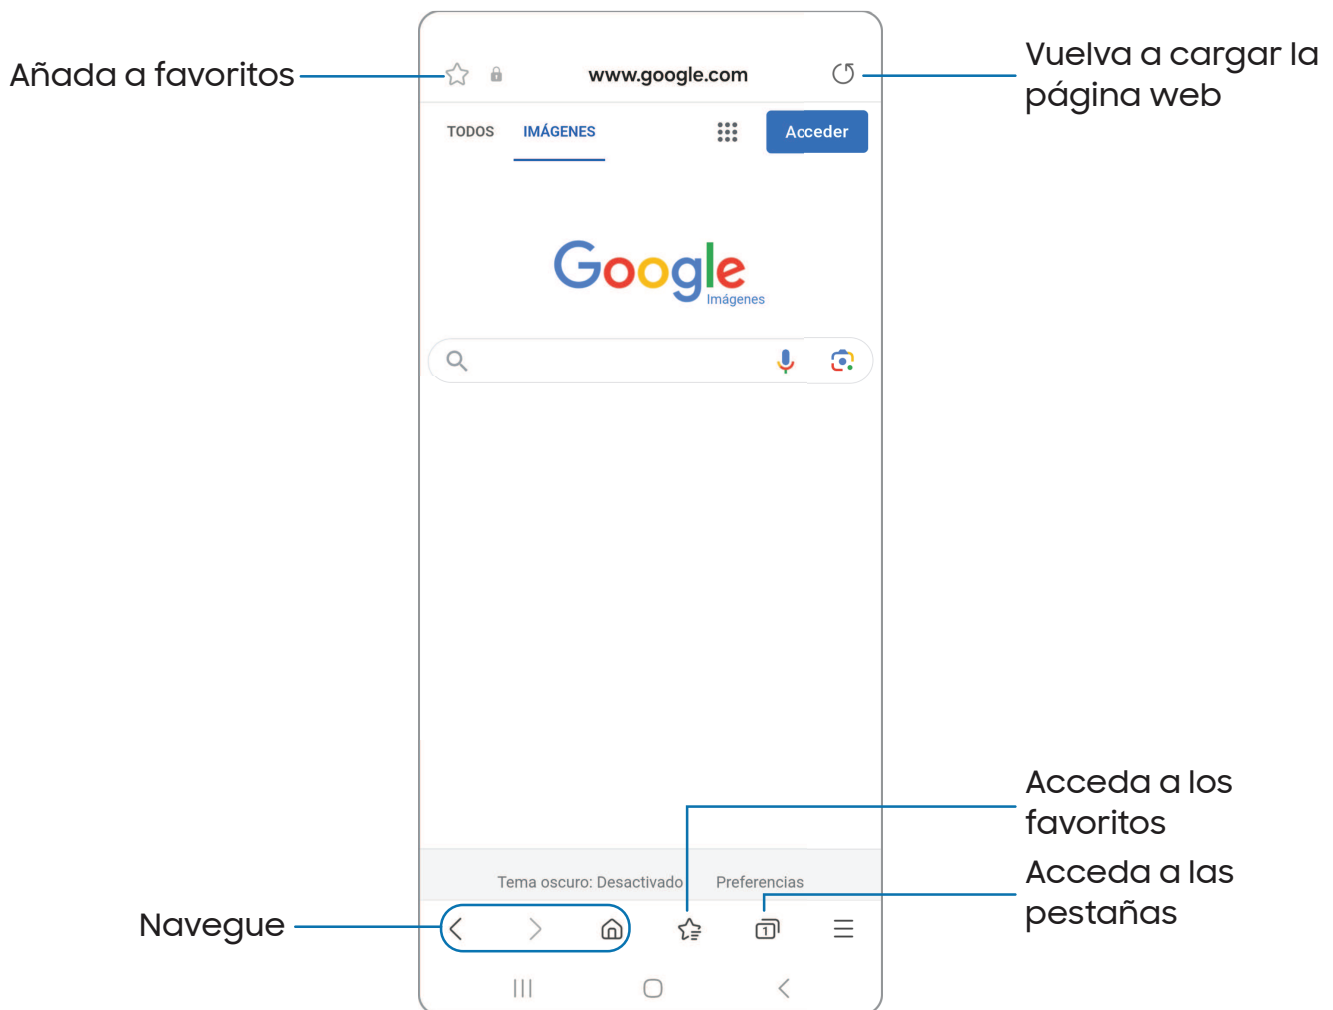 Añada a favoritos
www.google.com
Vuelva a cargar la
página web
TODOS IMÁGENES
Acceder
Google
Imágenes
Acceda a los
favoritos
Tema oscuro: Desactivado Preferencias
Acceda a las
pestañas
Navegue
1